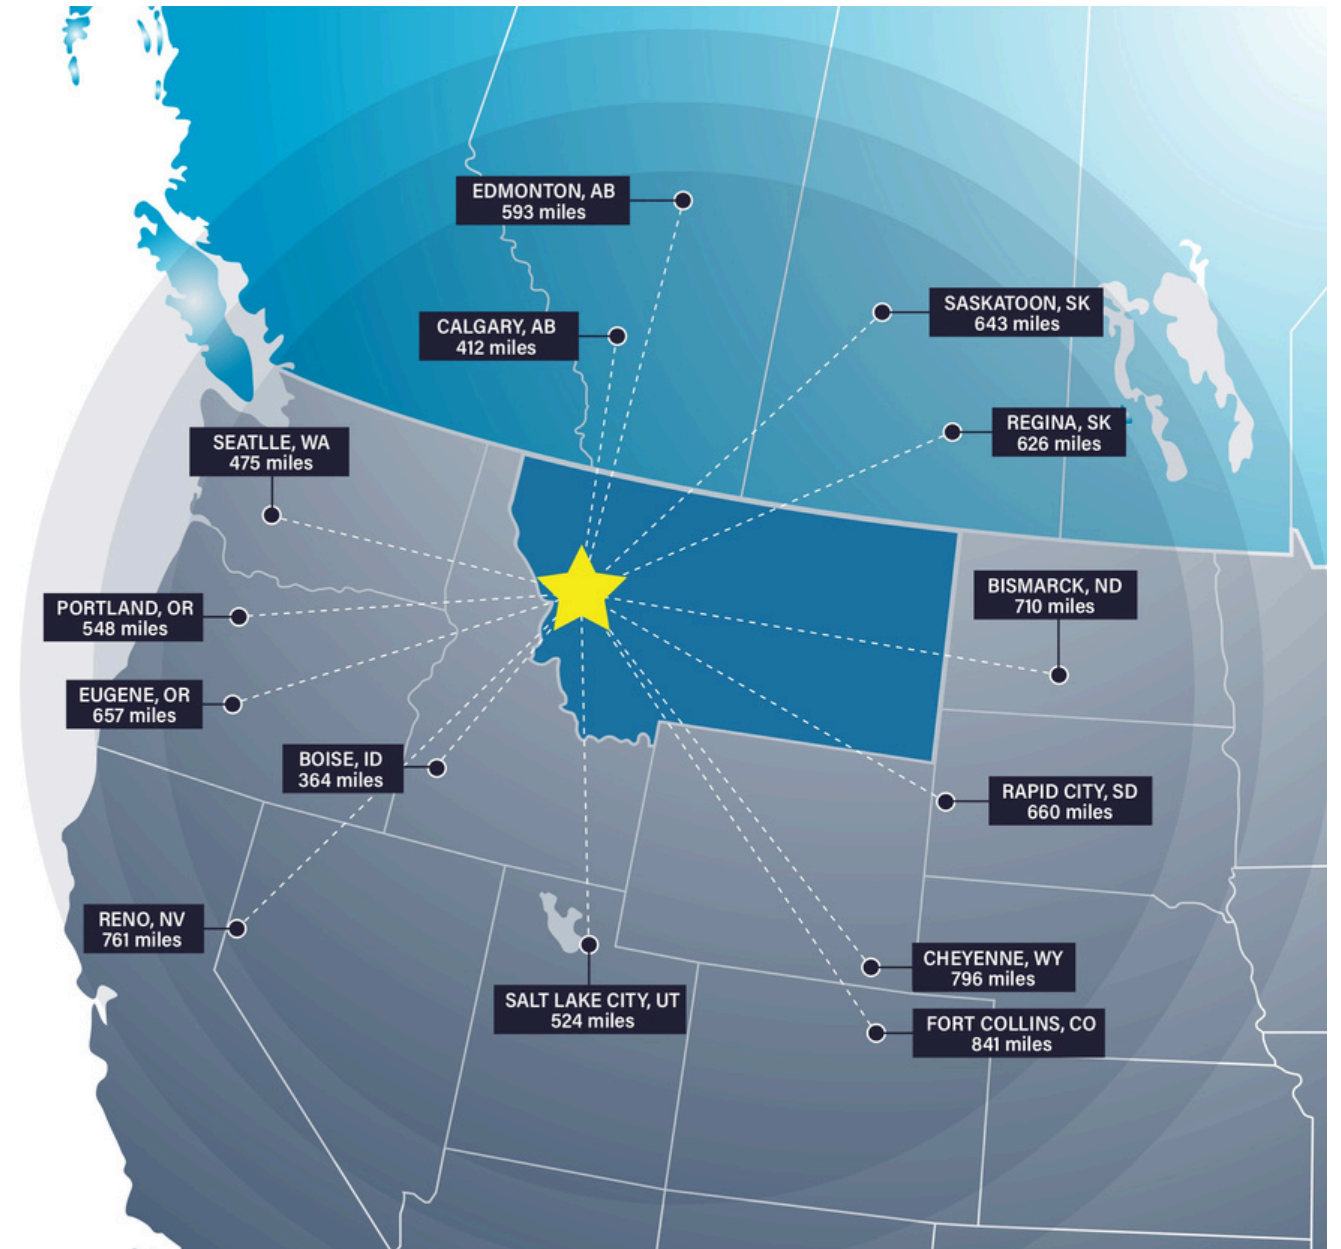 EDMONTON, AB
593 miles
SASKATOON, SK
643 miles
CALGARY, AB
412 miles
REGINA, SK
626 miles
SEATLLE, WA
475 miles
BISMARCK, ND
710 miles
PORTLAND, OR
548 miles
EUGENE, OR
657 miles
BOISE, ID
364 miles
RAPID CITY, SD
660 miles
RENO, NV
761 miles
CHEYENNE, WY
796 miles
SALT LAKE CITY, UT
524 miles
FORT COLLINS, CO
841 miles